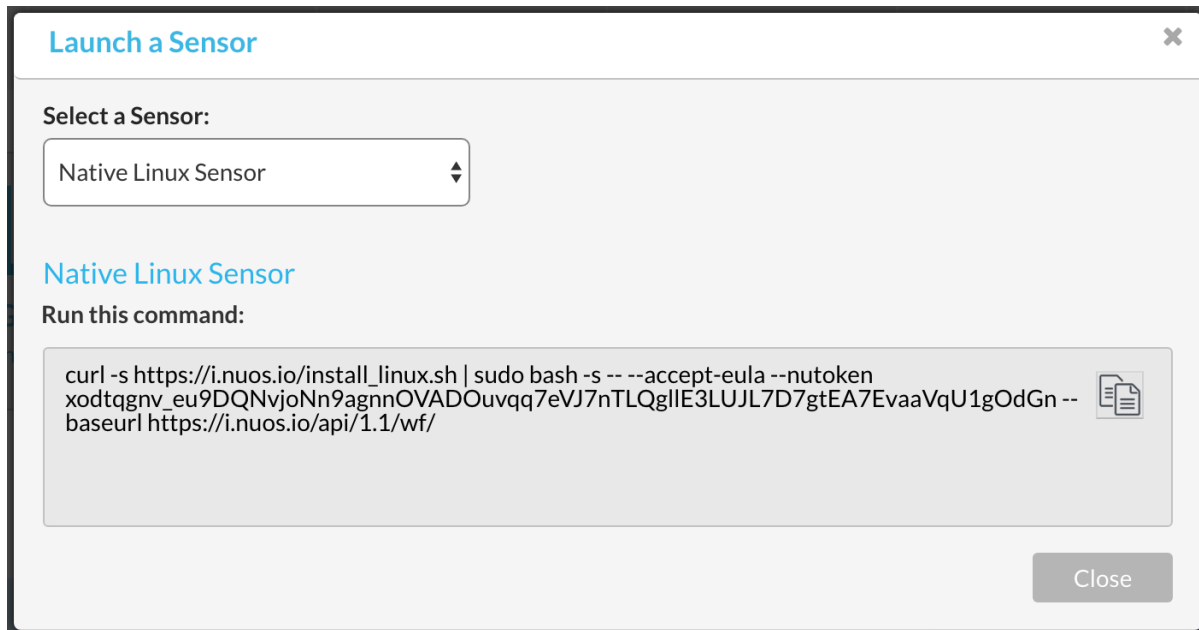 Launch a Sensor
Select a Sensor:
Native Linux Sensor
Native Linux Sensor
Run this command:
curl -s https://i.nuos.io/install_linux.sh | sudo bash -s -- --accept-eula --nutoken
xodtqgnv_eu9DQNvjoNn9agnnOVADOuvqq7eVJ7nTLQgllE3LUJL7D7gtEA7EvaaVqU1gOdGn --
baseurl https://i.nuos.io/api/1.1/wf/
Close